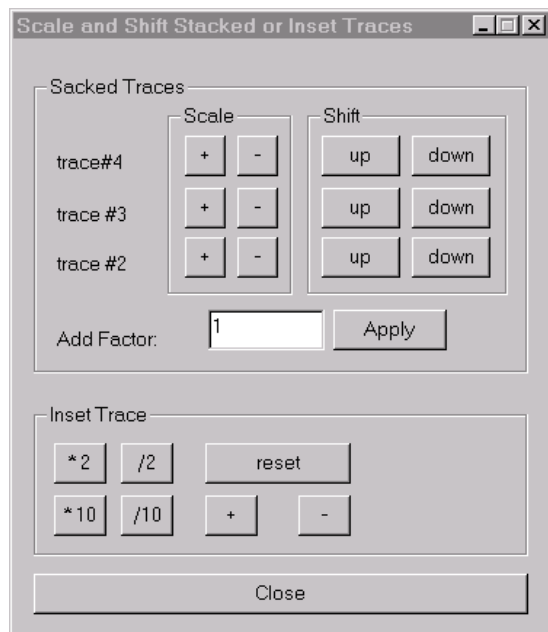 Scale and Shift Stacked or Inset Traces
Sacked Traces
Scale Shift
trace#4 + - up down
trace #3 + - up down
trace #2 + - up down
Add Factor: 1 Apply
Inset Trace
*2 /2 reset
*10 /10 + -
Close